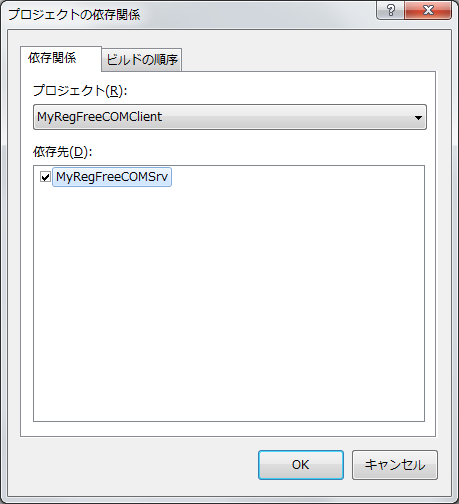 プロジェクトの依存関係
依存関係
ビルドの順序
プロジェクト(R):
MyRegFreeCOMClient
依存先(D):
MyRegFreeCOMSrv
OK
キャンセル